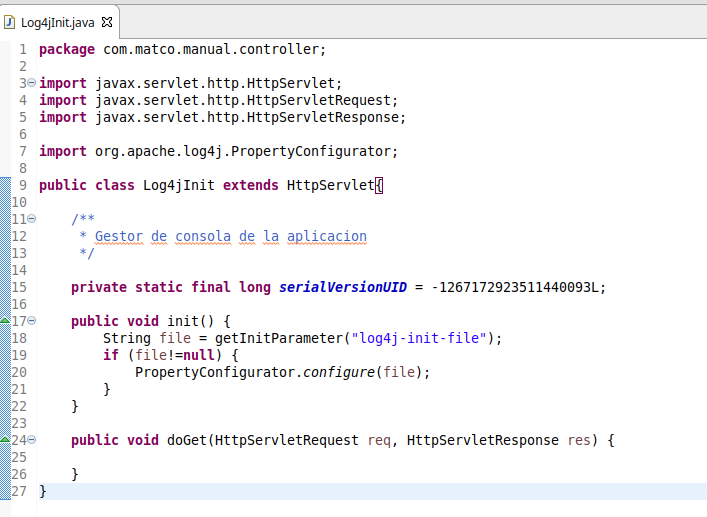 Log4jInit.java
1 package com.matco.manual.controller;
2
3 import javax.servlet.http.HttpServlet;
4 import javax.servlet.http.HttpServletRequest;
5 import javax.servlet.http.HttpServletResponse;
6
7 import org.apache.log4j.PropertyConfigurator;
8
9 public class Log4jInit extends HttpServlet{
10
11     /**
12      * Gestor de consola de la aplicacion
13      */
14
15     private static final long serialVersionUID = -1267172923511440093L;
16
17     public void init() {
18         String file = getInitParameter("log4j-init-file");
19         if (file!=null) {
20             PropertyConfigurator.configure(file);
21         }
22     }
23
24     public void doGet(HttpServletRequest req, HttpServletResponse res) {
25
26     }
27 }